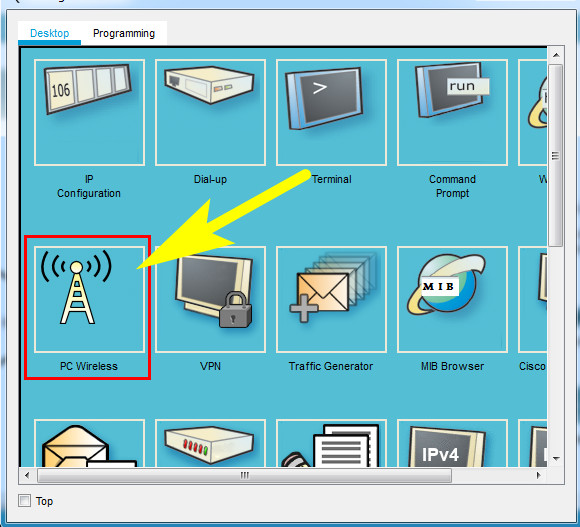 Desktop
Programming
106
>
run
IP
Configuration
Dial-up
Terminal
Command
Prompt
W
PC Wireless
VPN
Traffic Generator
MIB
MIB Browser
Cisco
IPv4
Top